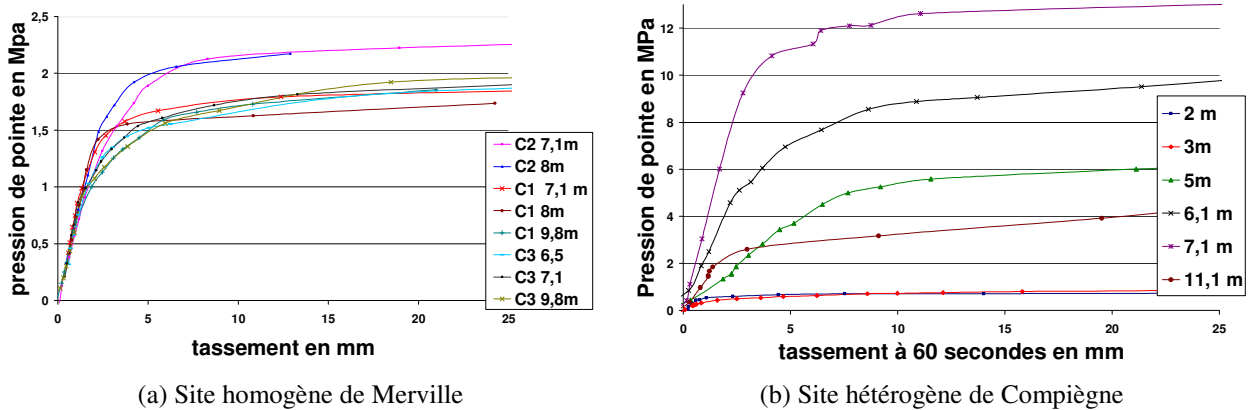 pression de pointe en Mpa
2,5
2
1,5
1
0,5
0
0
5
10
15
20
25
tassement en mm
C2 7,1m
C2 8m
C1 7,1 m
C1 8m
C1 9,8m
C3 6,5
C3 7,1
C3 9,8m
(a) Site homogène de Merville
Pression de pointe en MPa
12
10
8
6
4
2
0
0
5
10
15
20
25
tassement à 60 secondes en mm
2 m
3m
5m
6,1 m
7,1 m
11,1 m
(b) Site hétérogène de Compiègne